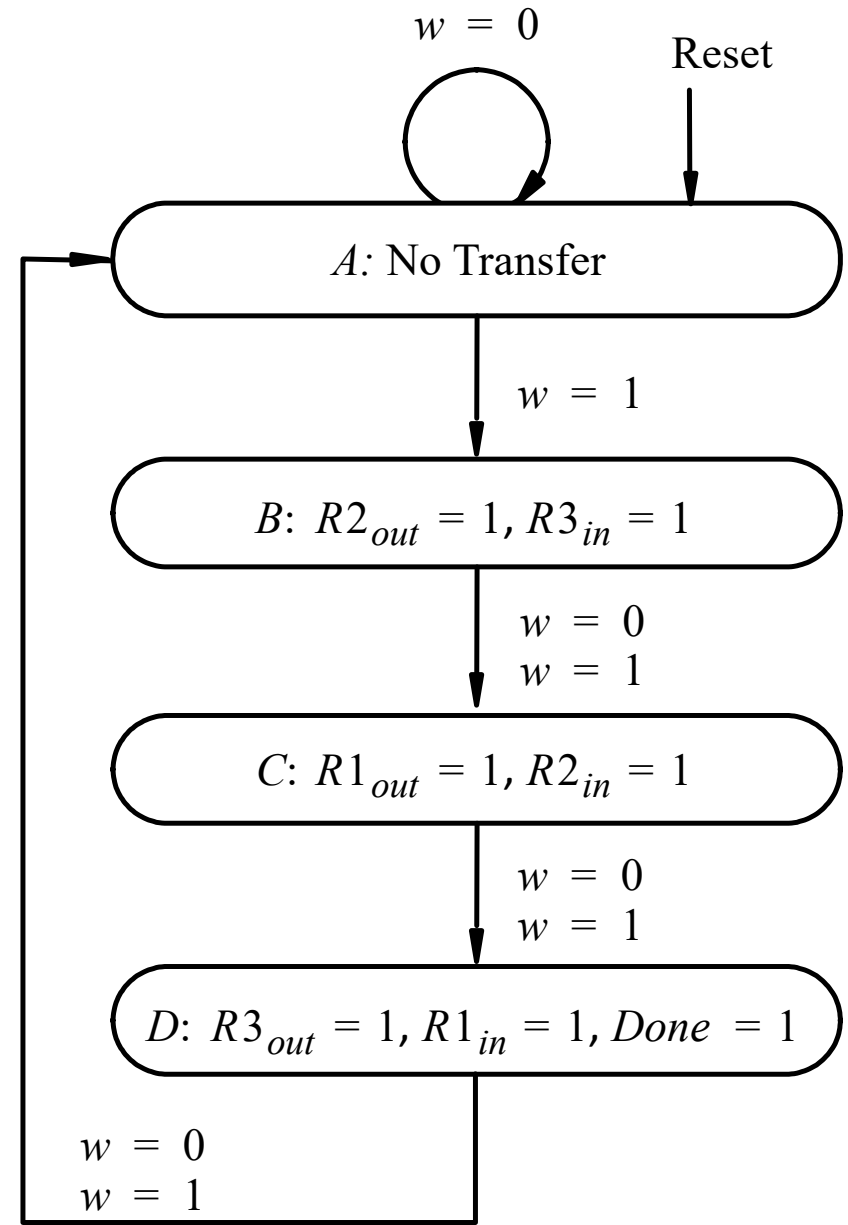 w = 0
Reset
A: No Transfer
w = 1
B: R2out = 1, R3in = 1
w = 0
w = 1
C: R1out = 1, R2in = 1
w = 0
w = 1
D: R3out = 1, R1in = 1, Done = 1
w = 0
w = 1